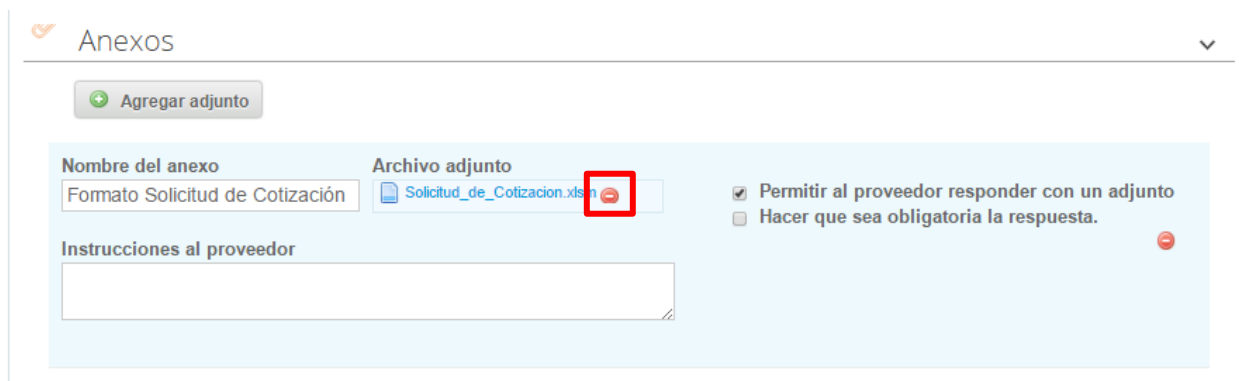 Anexos
Agregar adjunto
Nombre del anexo
Archivo adjunto
Formato Solicitud de Cotización
Solicitud_de_Cotizacion.xlsm
Permitir al proveedor responder con un adjunto
Hacer que sea obligatoria la respuesta.
Instrucciones al proveedor